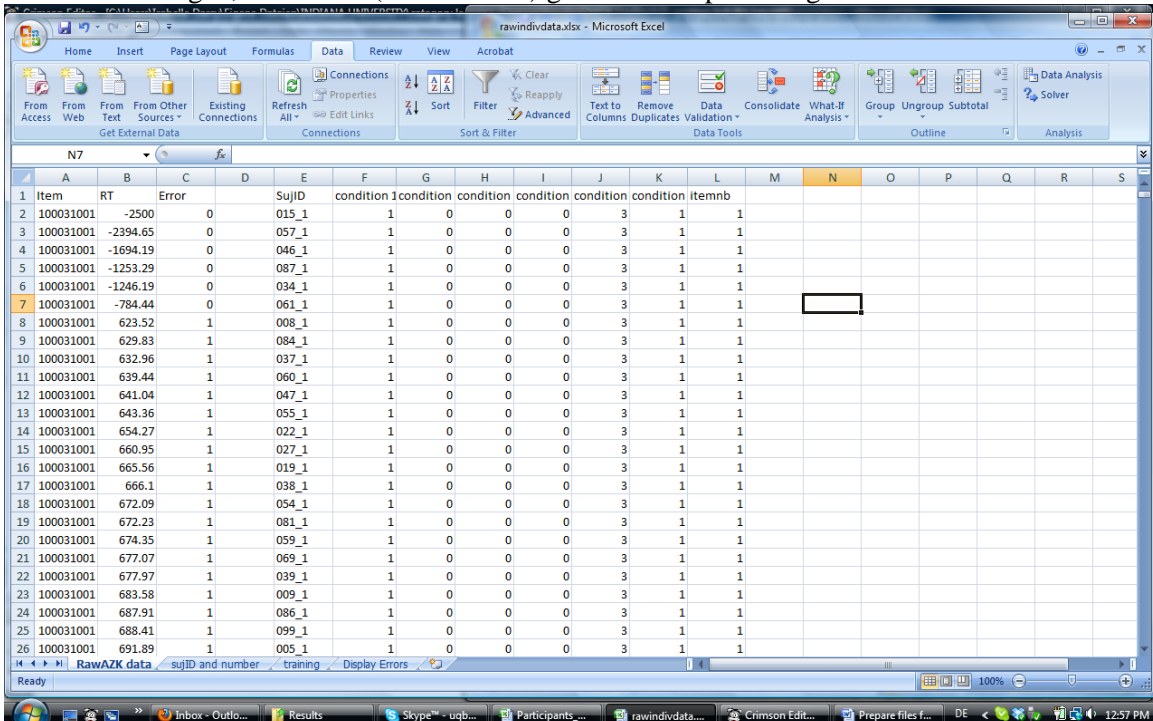 rawindivdata.xlsx - Microsoft Excel
Home Insert Page Layout Formulas Data Review View Acrobat
From Access From Web From Text From Other Sources Existing Connections Refresh All Connections Properties Edit Links Sort Filter Clear Reapply Advanced Text to Columns Remove Duplicates Data Validation Consolidate What-If Analysis Group Ungroup Subtotal Data Analysis Solver
Get External Data Connections Sort & Filter Data Tools Outline Analysis
N7 fx
A B C D E F G H I J K L M N O P Q R S
1 Item RT Error SujID condition 1 condition condition condition condition condition itemnb
2 100031001 -2500 0 015_1 1 0 0 0 3 1 1
3 100031001 -2394.65 0 057_1 1 0 0 0 3 1 1
4 100031001 -1694.19 0 046_1 1 0 0 0 3 1 1
5 100031001 -1253.29 0 087_1 1 0 0 0 3 1 1
6 100031001 -1246.19 0 034_1 1 0 0 0 3 1 1
7 100031001 -784.44 0 061_1 1 0 0 0 3 1 1
8 100031001 623.52 1 008_1 1 0 0 0 3 1 1
9 100031001 629.83 1 084_1 1 0 0 0 3 1 1
10 100031001 632.96 1 037_1 1 0 0 0 3 1 1
11 100031001 639.44 1 060_1 1 0 0 0 3 1 1
12 100031001 641.04 1 047_1 1 0 0 0 3 1 1
13 100031001 643.36 1 055_1 1 0 0 0 3 1 1
14 100031001 654.27 1 022_1 1 0 0 0 3 1 1
15 100031001 660.95 1 027_1 1 0 0 0 3 1 1
16 100031001 665.56 1 019_1 1 0 0 0 3 1 1
17 100031001 666.1 1 038_1 1 0 0 0 3 1 1
18 100031001 672.09 1 054_1 1 0 0 0 3 1 1
19 100031001 672.23 1 081_1 1 0 0 0 3 1 1
20 100031001 674.35 1 059_1 1 0 0 0 3 1 1
21 100031001 677.07 1 069_1 1 0 0 0 3 1 1
22 100031001 677.97 1 039_1 1 0 0 0 3 1 1
23 100031001 683.58 1 009_1 1 0 0 0 3 1 1
24 100031001 687.91 1 086_1 1 0 0 0 3 1 1
25 100031001 688.41 1 099_1 1 0 0 0 3 1 1
26 100031001 691.89 1 005_1 1 0 0 0 3 1 1
RawAZK data sujID and number training Display Errors
Ready 100%
Inbox - Outlo... Results Skype™ - uqb... Participants_... rawindivdata.... Crimson Edit... Prepare files f... DE 12:57 PM